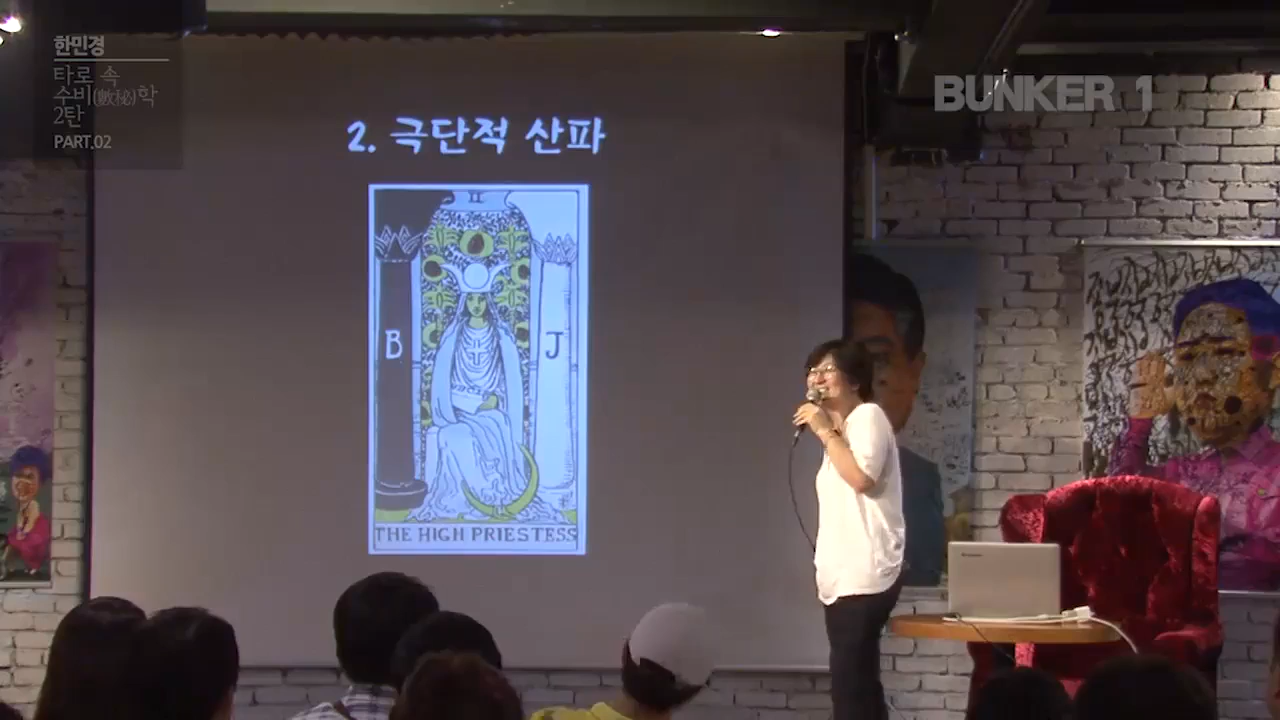 한민경
타로 속
수비(數秘)학
2탄
PART.02
BUNKER 1
2. 극단적 산파
II
B
J
THE HIGH PRIESTESS